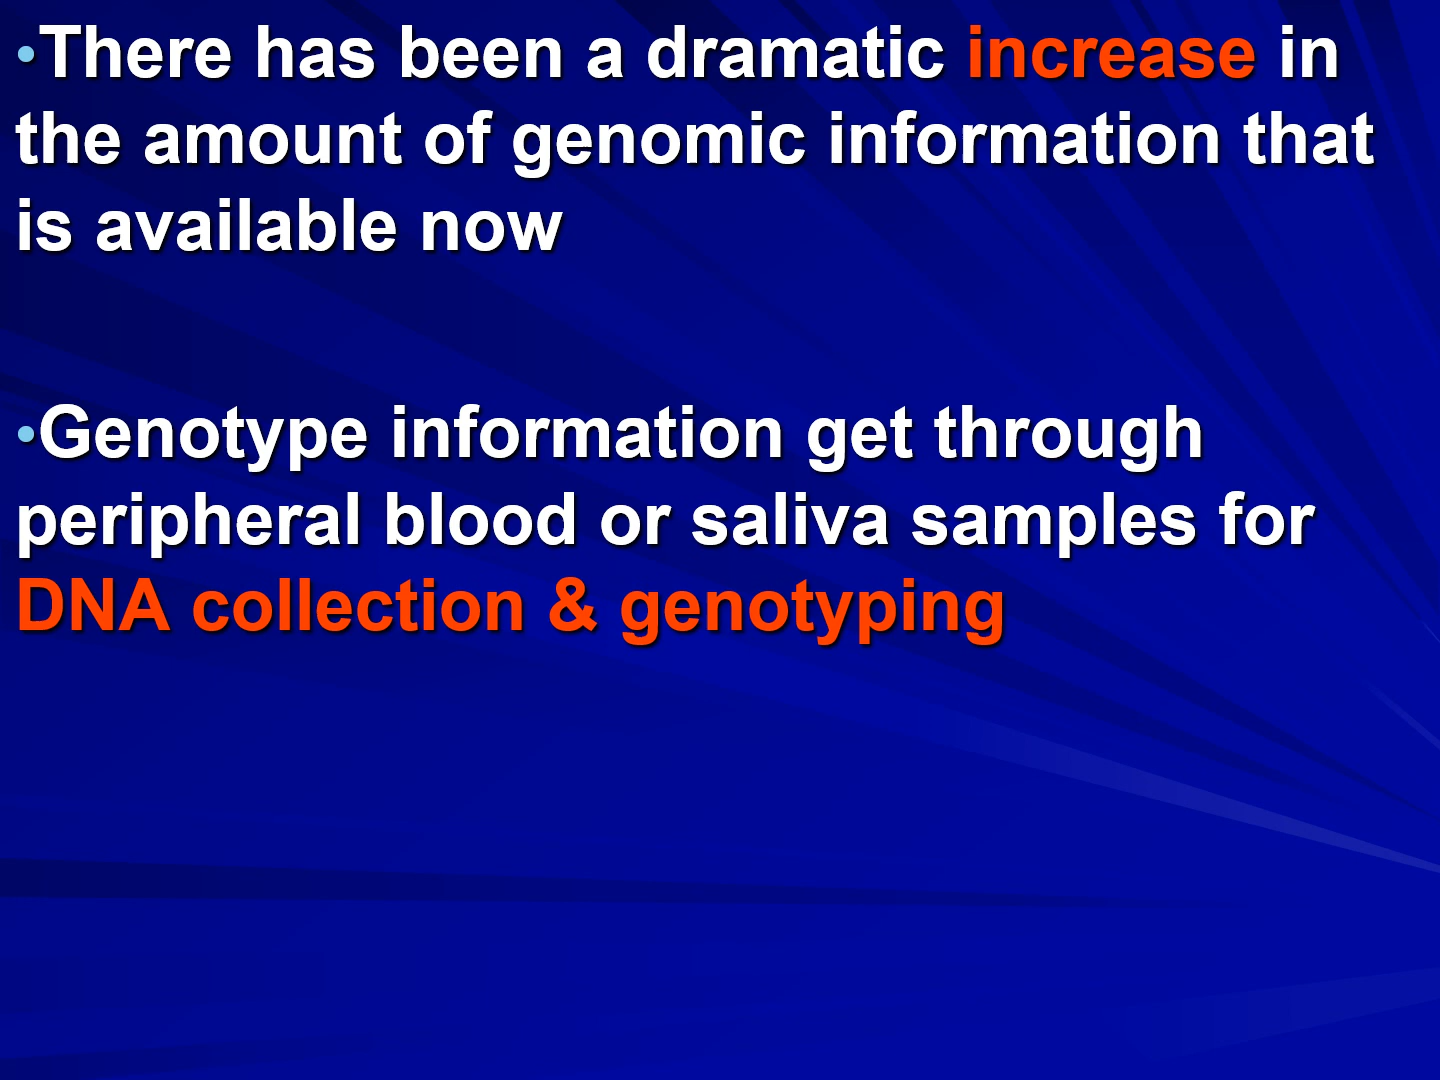 •There has been a dramatic increase in
the amount of genomic information that
is available now
•Genotype information get through
peripheral blood or saliva samples for
DNA collection & genotyping